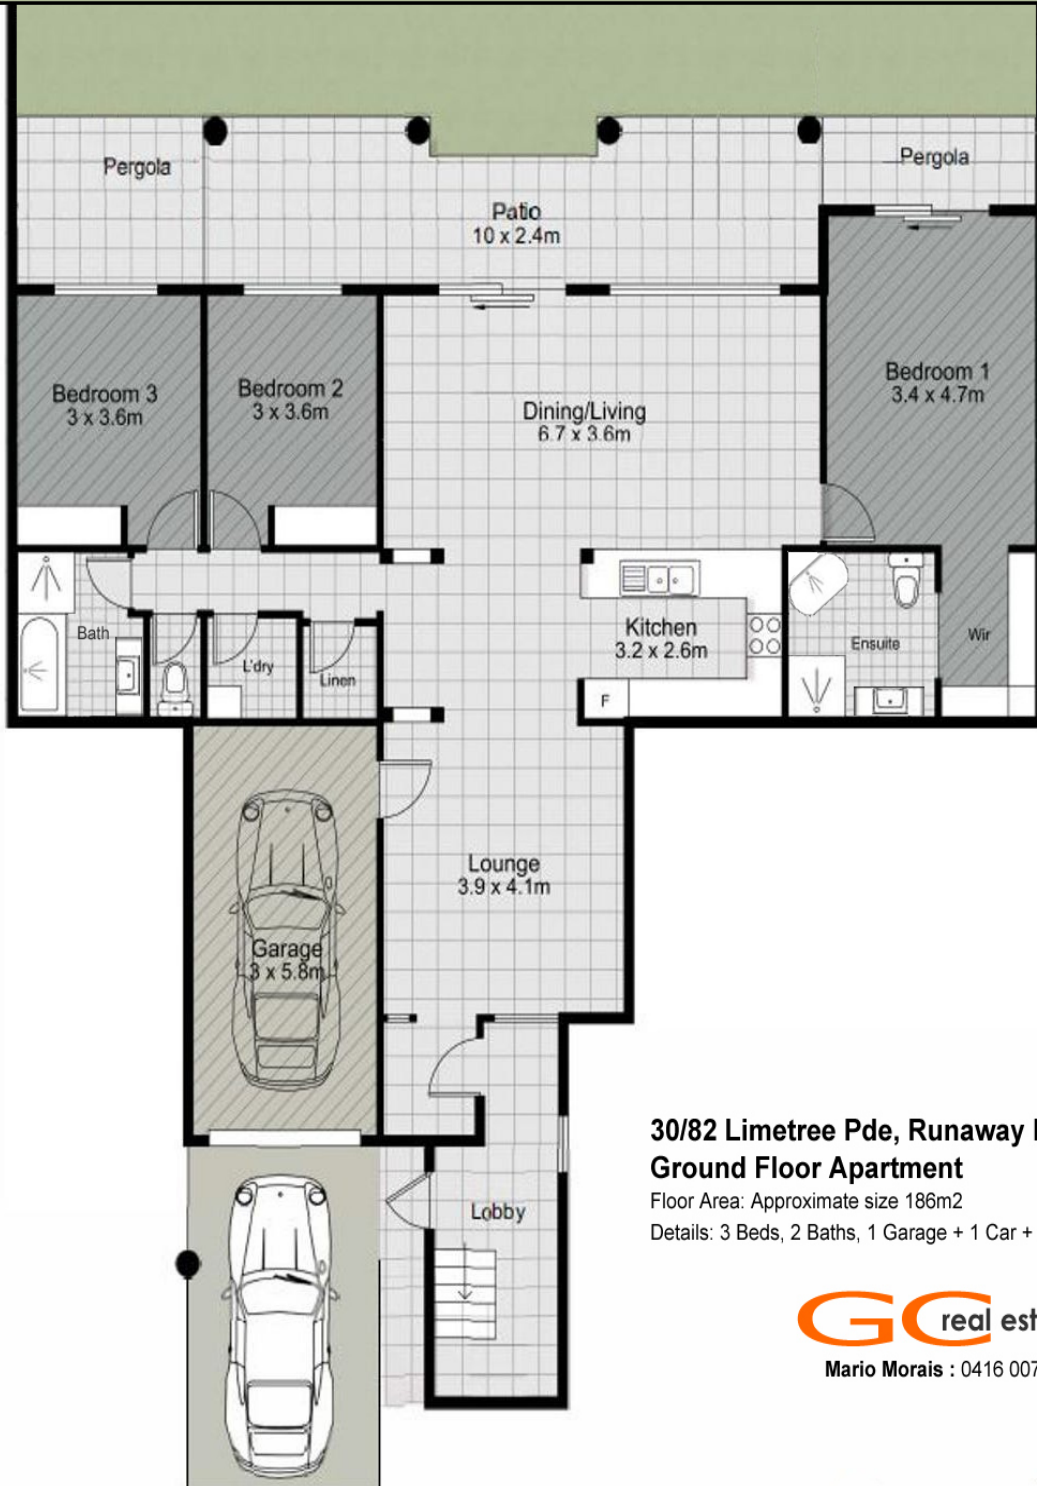 Pergola
Pergola
Patio
10 x 2.4m
Bedroom 3
3 x 3.6m
Bedroom 2
3 x 3.6m
Dining/Living
6.7 x 3.6m
Bedroom 1
3.4 x 4.7m
Bath
L'dry
Linen
Kitchen
3.2 x 2.6m
F
Ensuite
Wir
Lounge
3.9 x 4.1m
Garage
3 x 5.8m
Lobby
30/82 Limetree Pde, Runaway
Ground Floor Apartment
Floor Area: Approximate size 186m2
Details: 3 Beds, 2 Baths, 1 Garage + 1 Car +
GC real est
Mario Morais : 0416 007